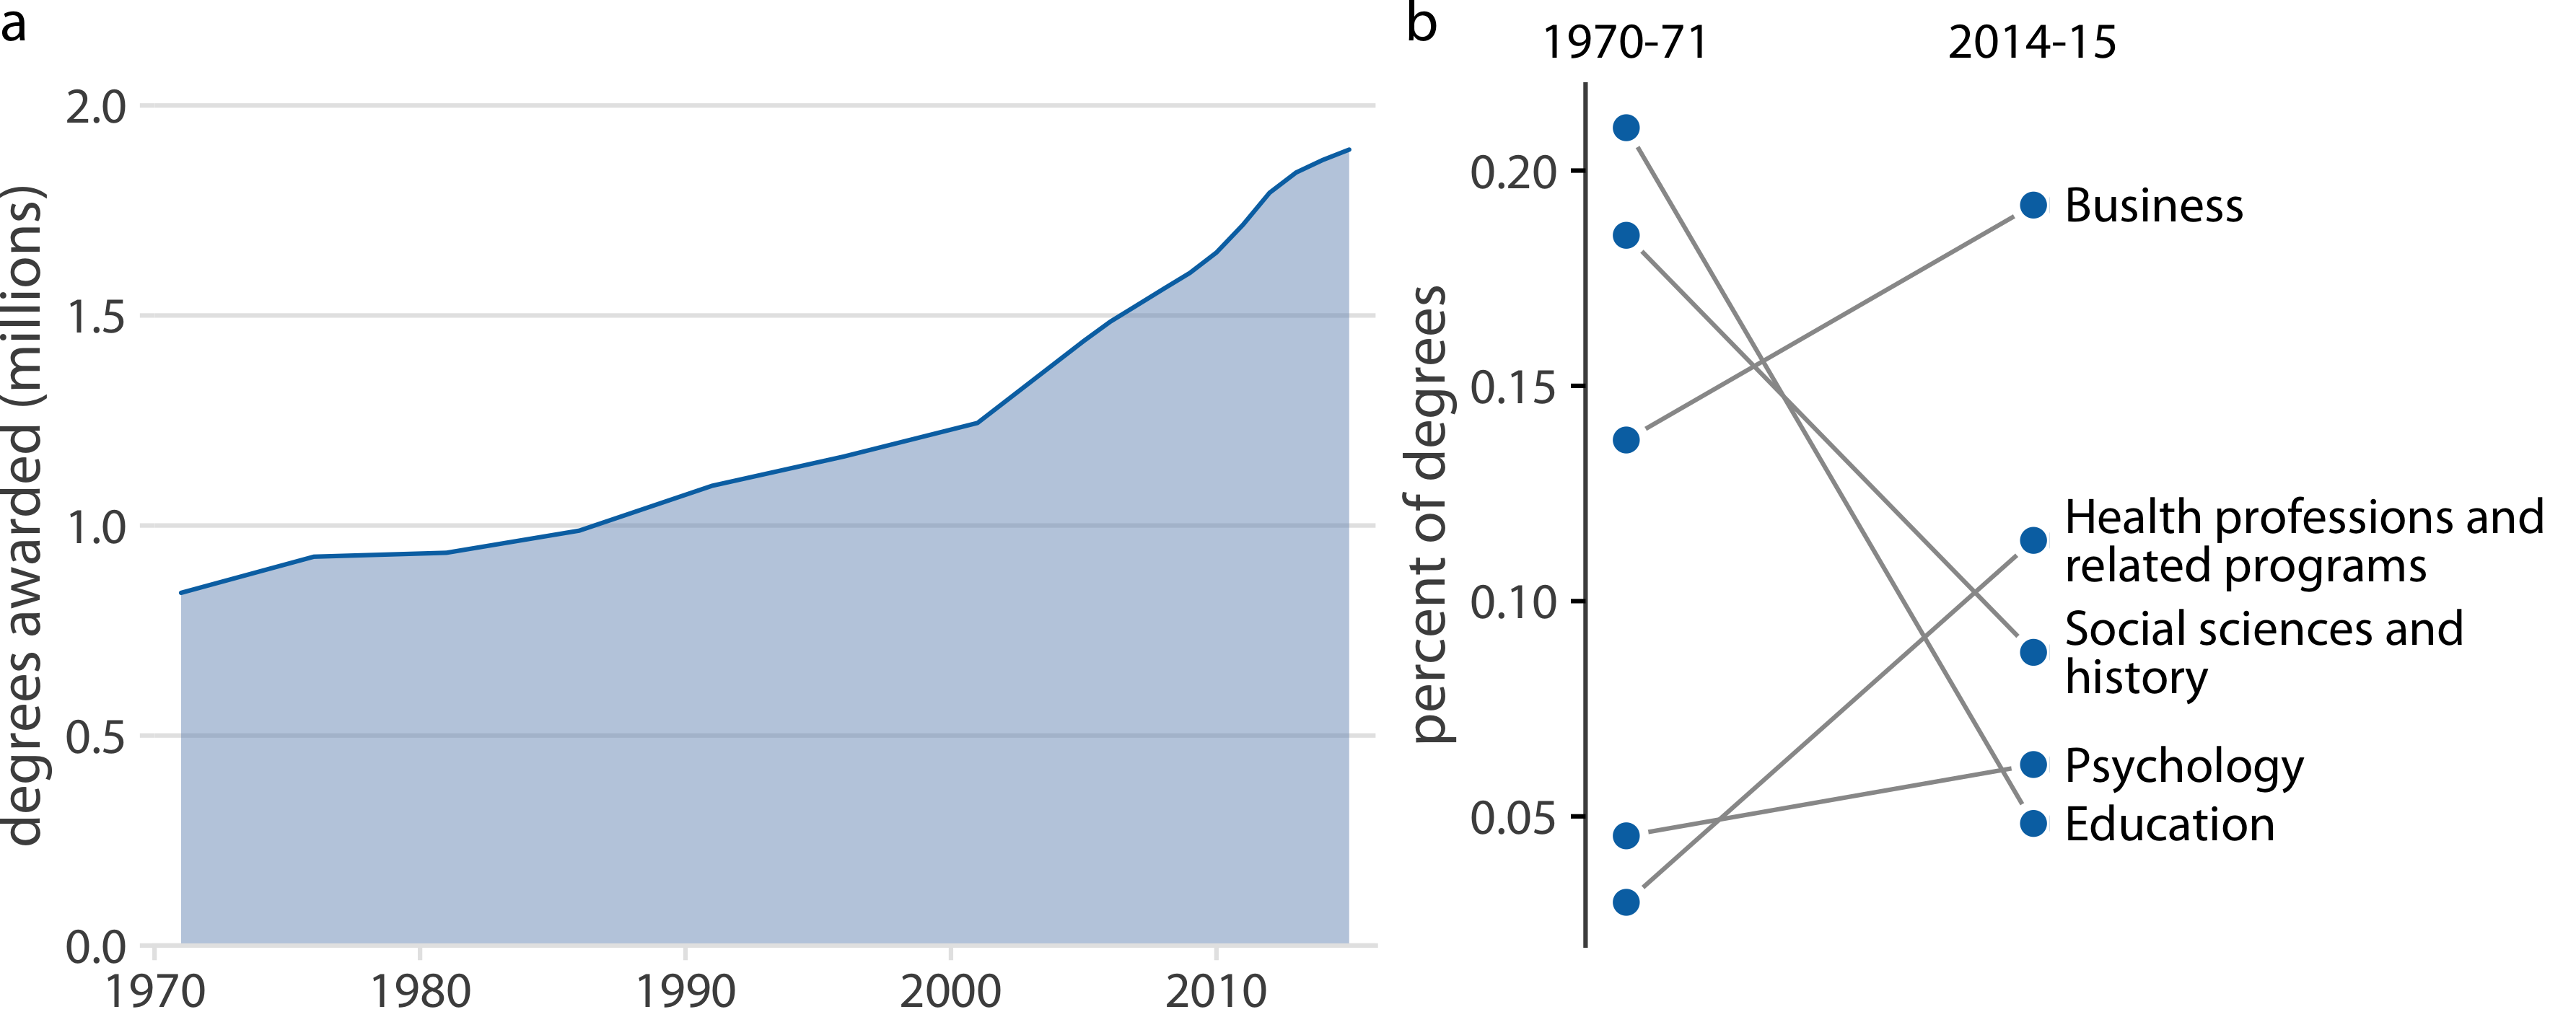 a
degrees awarded (millions)
2.0
1.5
1.0
0.5
0.0
1970
1980
1990
2000
2010
b
1970-71
2014-15
percent of degrees
0.20
0.15
0.10
0.05
Business
Health professions and
related programs
Social sciences and
history
Psychology
Education